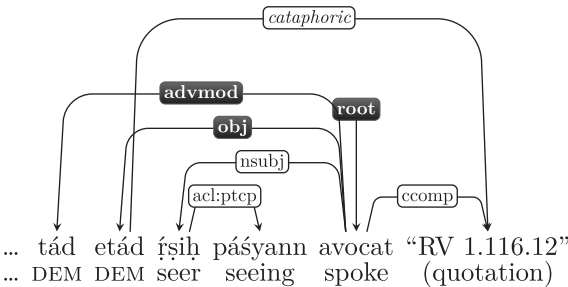 cataphoric
advmod
root
obj
nsubj
acl:ptcp
ccomp
... tád etád ŕ̥ṣiḥ páśyann avocat “RV 1.116.12”
... DEM DEM seer seeing spoke (quotation)